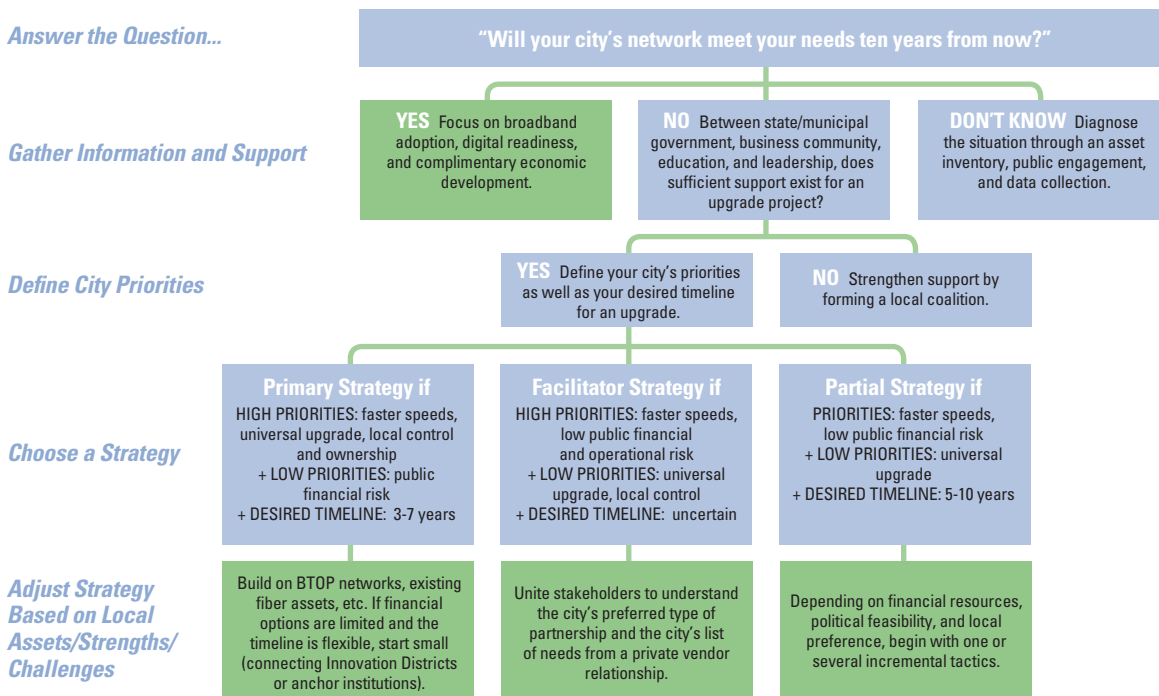 Answer the Question...
“Will your city’s network meet your needs ten years from now?”
Gather Information and Support
YES Focus on broadband
adoption, digital readiness,
and complimentary economic
development.
NO Between state/municipal
government, business community,
education, and leadership, does
sufficient support exist for an
upgrade project?
DON’T KNOW Diagnose
the situation through an asset
inventory, public engagement,
and data collection.
Define City Priorities
YES Define your city’s priorities
as well as your desired timeline
for an upgrade.
NO Strengthen support by
forming a local coalition.
Choose a Strategy
Primary Strategy if
HIGH PRIORITIES: faster speeds,
universal upgrade, local control
and ownership
+ LOW PRIORITIES: public
financial risk
+ DESIRED TIMELINE: 3-7 years
Facilitator Strategy if
HIGH PRIORITIES: faster speeds,
low public financial
and operational risk
+ LOW PRIORITIES: universal
upgrade, local control
+ DESIRED TIMELINE: uncertain
Partial Strategy if
PRIORITIES: faster speeds,
low public financial risk
+ LOW PRIORITIES: universal
upgrade
+ DESIRED TIMELINE: 5-10 years
Adjust Strategy
Based on Local
Assets/Strengths/
Challenges
Build on BTOP networks, existing
fiber assets, etc. If financial
options are limited and the
timeline is flexible, start small
(connecting Innovation Districts
or anchor institutions).
Unite stakeholders to understand
the city’s preferred type of
partnership and the city’s list
of needs from a private vendor
relationship.
Depending on financial resources,
political feasibility, and local
preference, begin with one or
several incremental tactics.